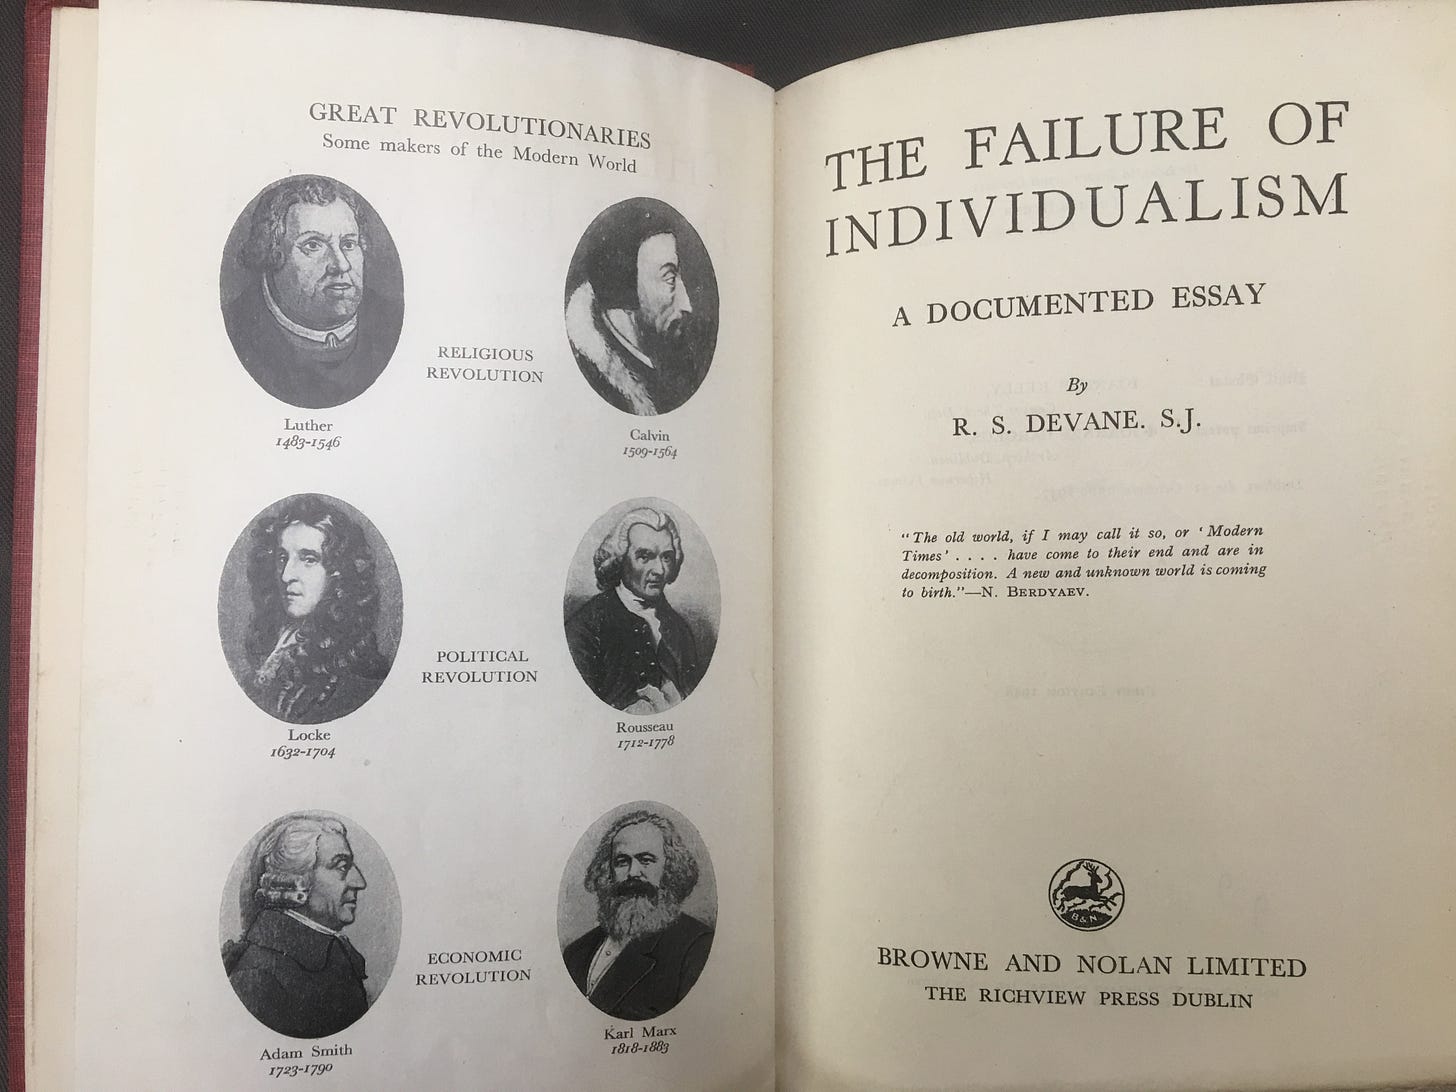 GREAT REVOLUTIONARIES
Some makers of the Modern World
RELIGIOUS
REVOLUTION
Luther
1483-1546
Calvin
1509-1564
POLITICAL
REVOLUTION
Locke
1632-1704
Rousseau
1712-1778
ECONOMIC
REVOLUTION
Adam Smith
1723-1790
Karl Marx
1818-1883
THE FAILURE OF
INDIVIDUALISM
A DOCUMENTED ESSAY
By
R. S. DEVANE. S.J.
“The old world, if I may call it so, or ‘Modern
Times’ .... have come to their end and are in
decomposition. A new and unknown world is coming
to birth.”—N. BERDYAEV.
B & N
BROWNE AND NOLAN LIMITED
THE RICHVIEW PRESS DUBLIN